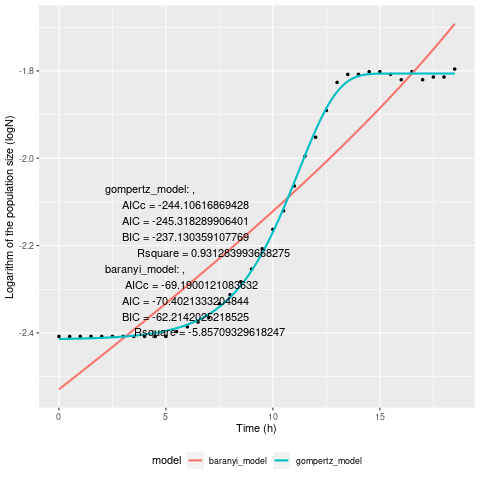 Logarithm of the population size (logN)
-1.8
-2.0
-2.2
-2.4
gompertz_model: ,
AICc = -244.10616869428
AIC = -245.318289906401
BIC = -237.130359107769
Rsquare = 0.931283993668275
baranyi_model: ,
AICc = -69.1900121083632
AIC = -70.4021333204844
BIC = -62.2142026218525
Rsquare = -5.85709329618247
0 5 10 15
Time (h)
model baranyi_model gompertz_model